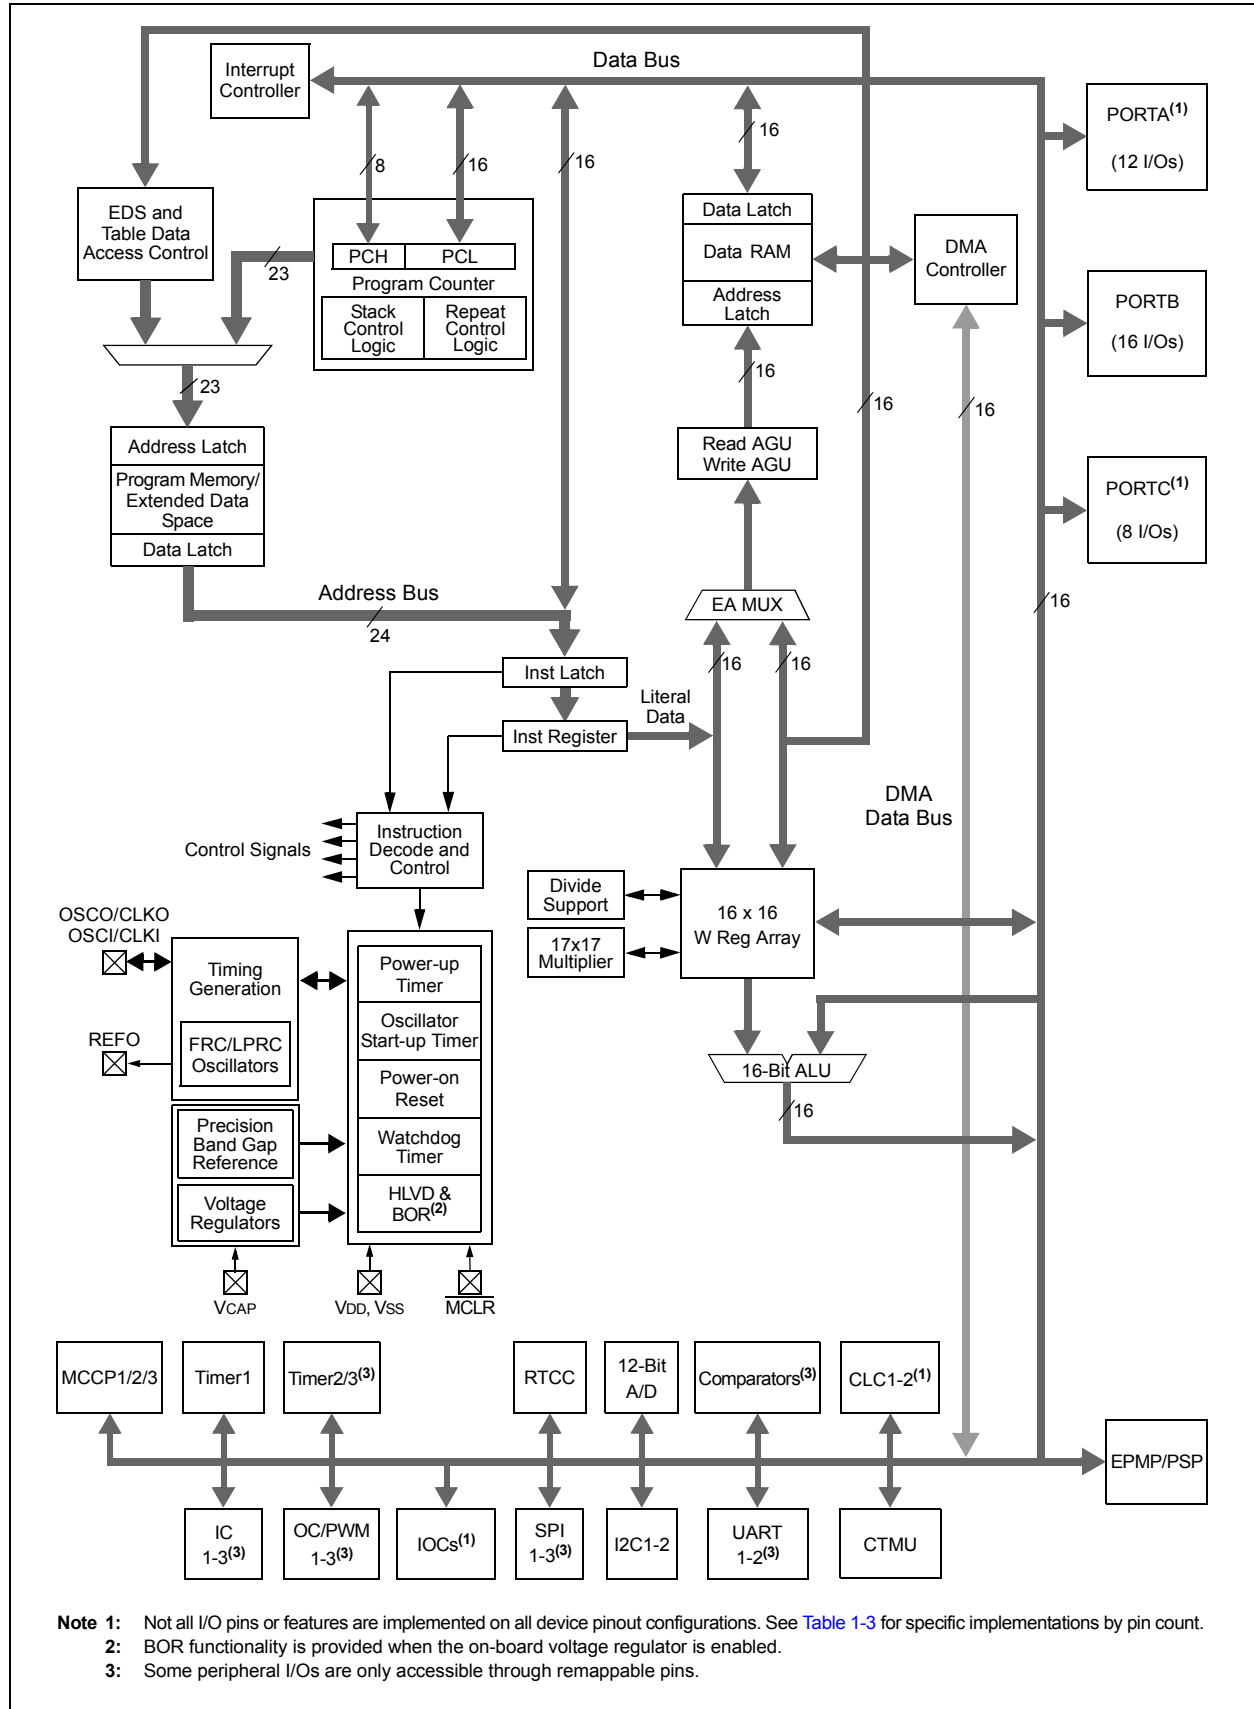 Data Bus
Interrupt
Controller
PORTA(1)
(12 I/Os)
16
8
16
16
EDS and
Table Data
Access Control
Data Latch
Data RAM
Address
Latch
DMA
Controller
23
PCH
PCL
Program Counter
Stack
Control
Logic
Repeat
Control
Logic
PORTB
(16 I/Os)
23
16
16
16
Address Latch
Program Memory/
Extended Data
Space
Data Latch
Read AGU
Write AGU
PORTC(1)
(8 I/Os)
Address Bus
24
EA MUX
16
Inst Latch
16
16
Literal
Data
Inst Register
DMA
Data Bus
Control Signals
Instruction
Decode and
Control
Divide
Support
16 x 16
W Reg Array
17x17
Multiplier
OSCO/CLKO
OSCI/CLKI
Timing
Generation
Power-up
Timer
REFO
FRC/LPRC
Oscillators
Oscillator
Start-up Timer
16-Bit ALU
16
Power-on
Reset
Precision
Band Gap
Reference
Watchdog
Timer
Voltage
Regulators
HLVD &
BOR(2)
VCAP
VDD, VSS
MCLR
MCCP1/2/3
Timer1
Timer2/3(3)
RTCC
12-Bit
A/D
Comparators(3)
CLC1-2(1)
EPMP/PSP
IC
1-3(3)
OC/PWM
1-3(3)
IOCs(1)
SPI
1-3(3)
I2C1-2
UART
1-2(3)
CTMU
Note 1: Not all I/O pins or features are implemented on all device pinout configurations. See Table 1-3 for specific implementations by pin count.
2: BOR functionality is provided when the on-board voltage regulator is enabled.
3: Some peripheral I/Os are only accessible through remappable pins.